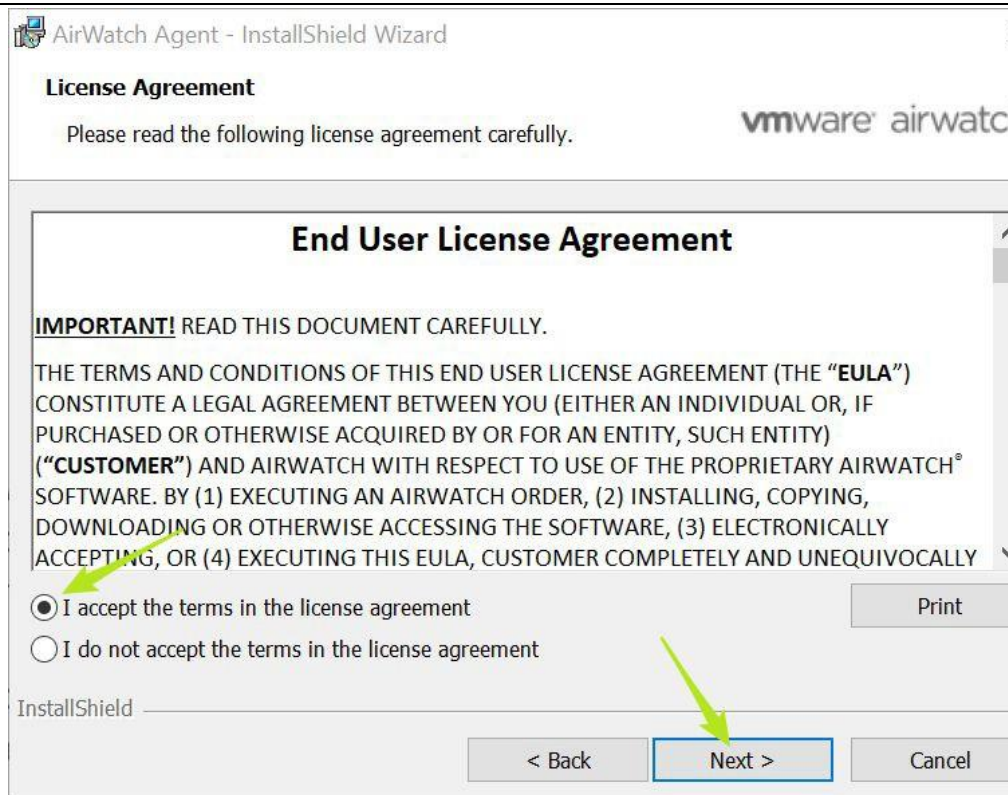 AirWatch Agent - InstallShield Wizard
License Agreement
Please read the following license agreement carefully.
vmware airwatc
End User License Agreement
IMPORTANT! READ THIS DOCUMENT CAREFULLY.
THE TERMS AND CONDITIONS OF THIS END USER LICENSE AGREEMENT (THE “EULA”)
CONSTITUTE A LEGAL AGREEMENT BETWEEN YOU (EITHER AN INDIVIDUAL OR, IF
PURCHASED OR OTHERWISE ACQUIRED BY OR FOR AN ENTITY, SUCH ENTITY)
(“CUSTOMER”) AND AIRWATCH WITH RESPECT TO USE OF THE PROPRIETARY AIRWATCH®
SOFTWARE. BY (1) EXECUTING AN AIRWATCH ORDER, (2) INSTALLING, COPYING,
DOWNLOADING OR OTHERWISE ACCESSING THE SOFTWARE, (3) ELECTRONICALLY
ACCEPTING, OR (4) EXECUTING THIS EULA, CUSTOMER COMPLETELY AND UNEQUIVOCALLY
I accept the terms in the license agreement
Print
I do not accept the terms in the license agreement
InstallShield
< Back
Next >
Cancel